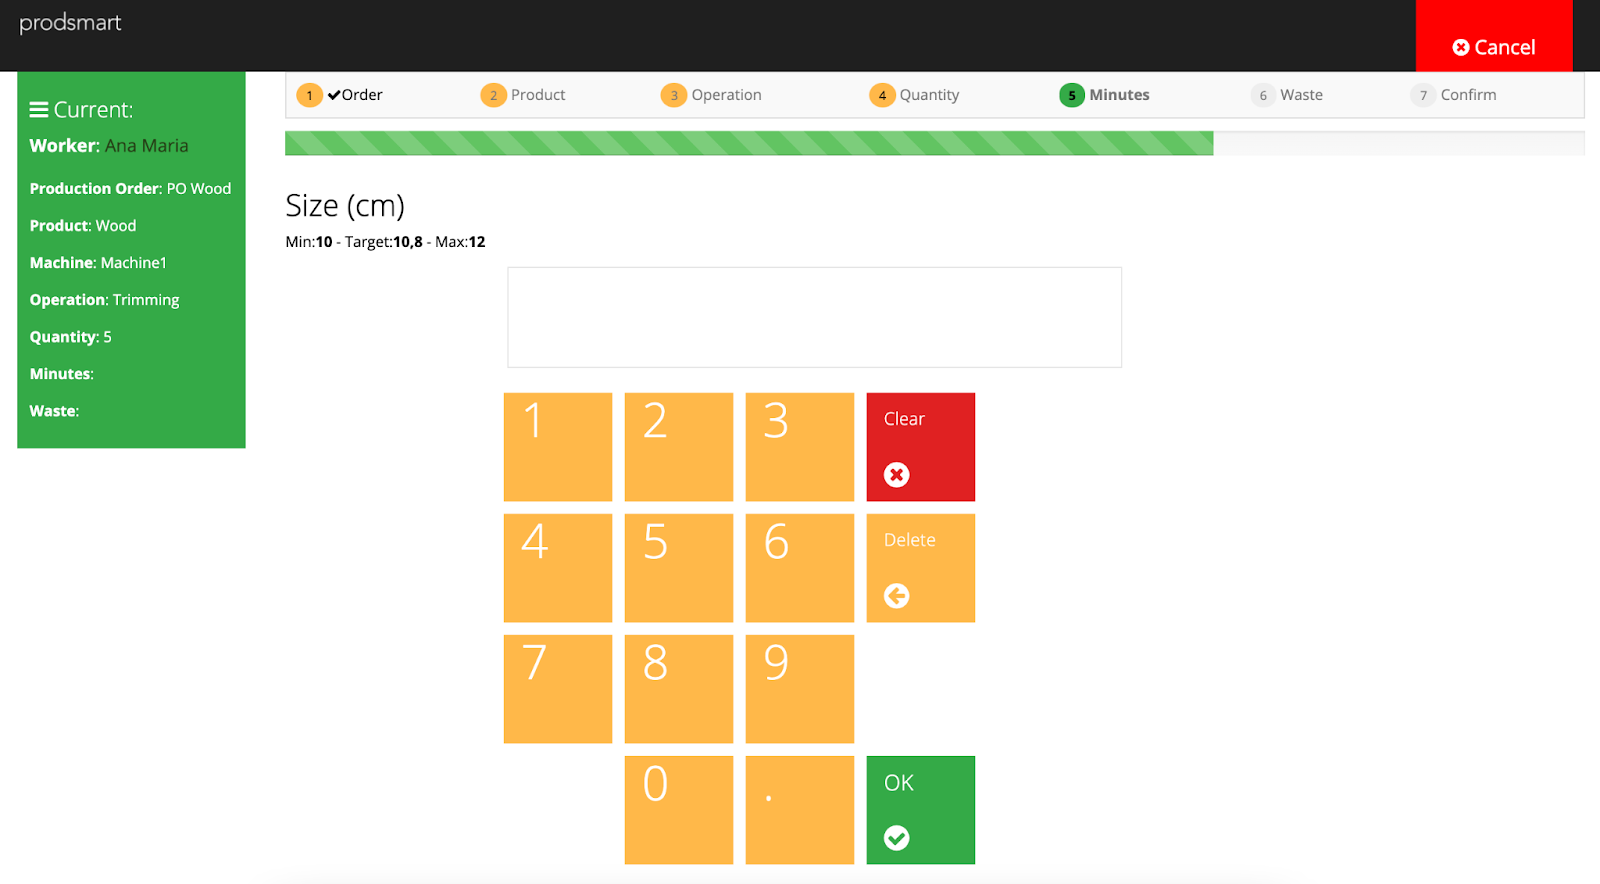 prodsmart
Cancel
Current:
Worker: Ana Maria
Production Order: PO Wood
Product: Wood
Machine: Machine1
Operation: Trimming
Quantity: 5
Minutes:
Waste:
1 Order 2 Product 3 Operation 4 Quantity 5 Minutes 6 Waste 7 Confirm
Size (cm)
Min:10 - Target:10,8 - Max:12
1 2 3 Clear
4 5 6 Delete
7 8 9
0 . OK